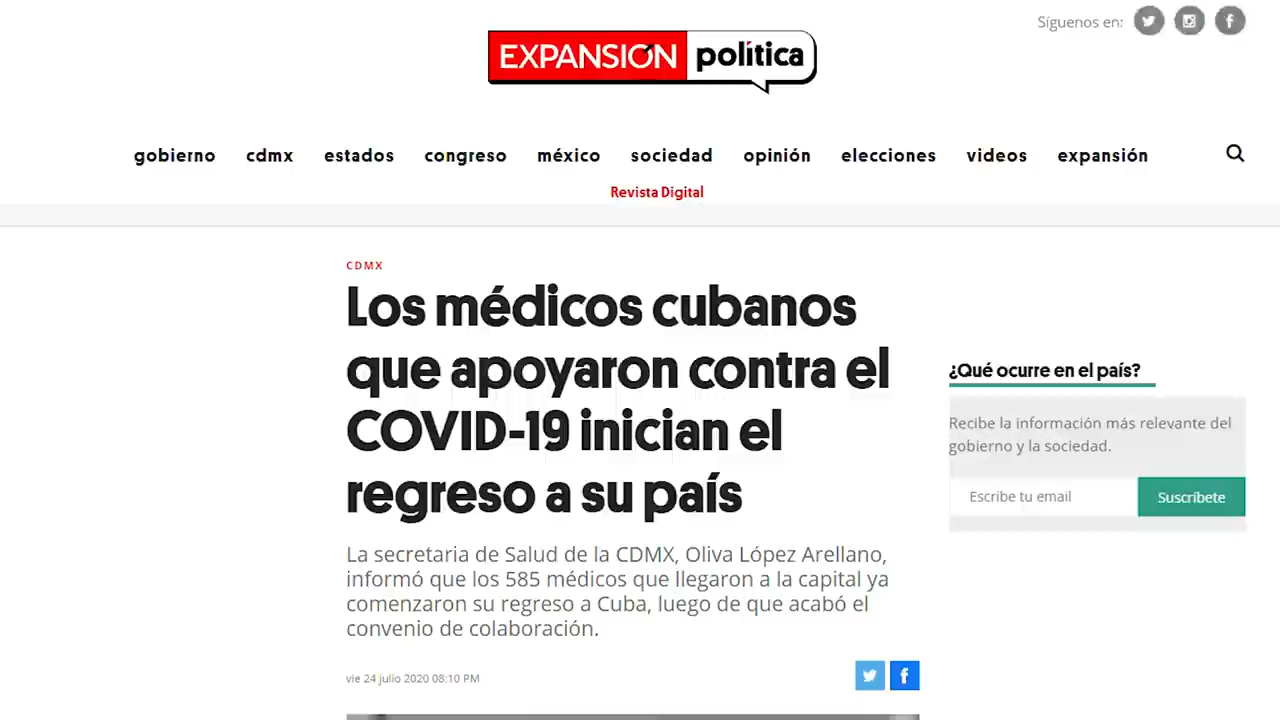 Síguenos en:
EXPANSIÓN política
gobierno cdmx estados congreso méxico sociedad opinión elecciones videos expansión
Revista Digital
CDMX
Los médicos cubanos
que apoyaron contra el
COVID-19 inician el
regreso a su país
La secretaria de Salud de la CDMX, Oliva López Arellano,
informó que los 585 médicos que llegaron a la capital ya
comenzaron su regreso a Cuba, luego de que acabó el
convenio de colaboración.
vie 24 julio 2020 08:10 PM
¿Qué ocurre en el país?
Recibe la información más relevante del
gobierno y la sociedad.
Escribe tu email
Suscríbete